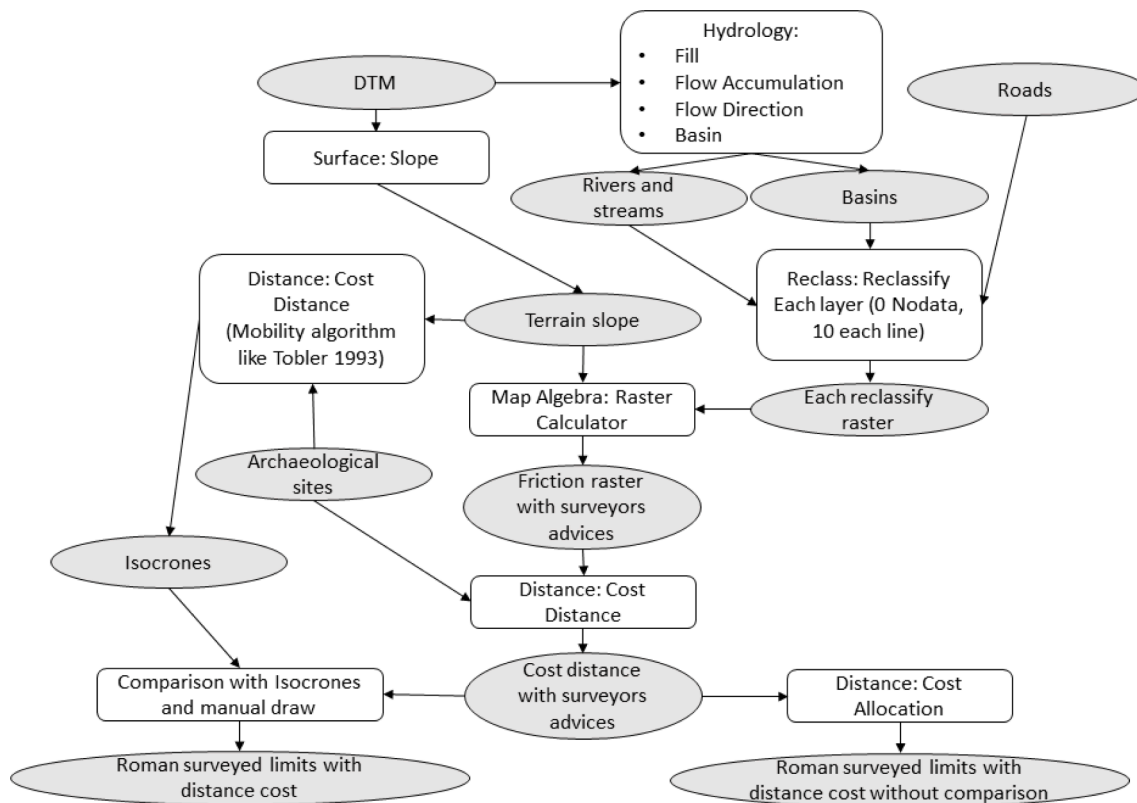 Hydrology:
• Fill
• Flow Accumulation
• Flow Direction
• Basin
DTM
Roads
Surface: Slope
Rivers and
streams
Basins
Distance: Cost
Distance
(Mobility algorithm
like Tobler 1993)
Reclass: Reclassify
Each layer (0 Nodata,
10 each line)
Terrain slope
Map Algebra: Raster
Calculator
Each reclassify
raster
Archaeological
sites
Friction raster
with surveyors
advices
Isocrones
Distance: Cost
Distance
Comparison with Isocrones
and manual draw
Cost distance
with surveyors
advices
Distance: Cost
Allocation
Roman surveyed limits with
distance cost
Roman surveyed limits with
distance cost without comparison